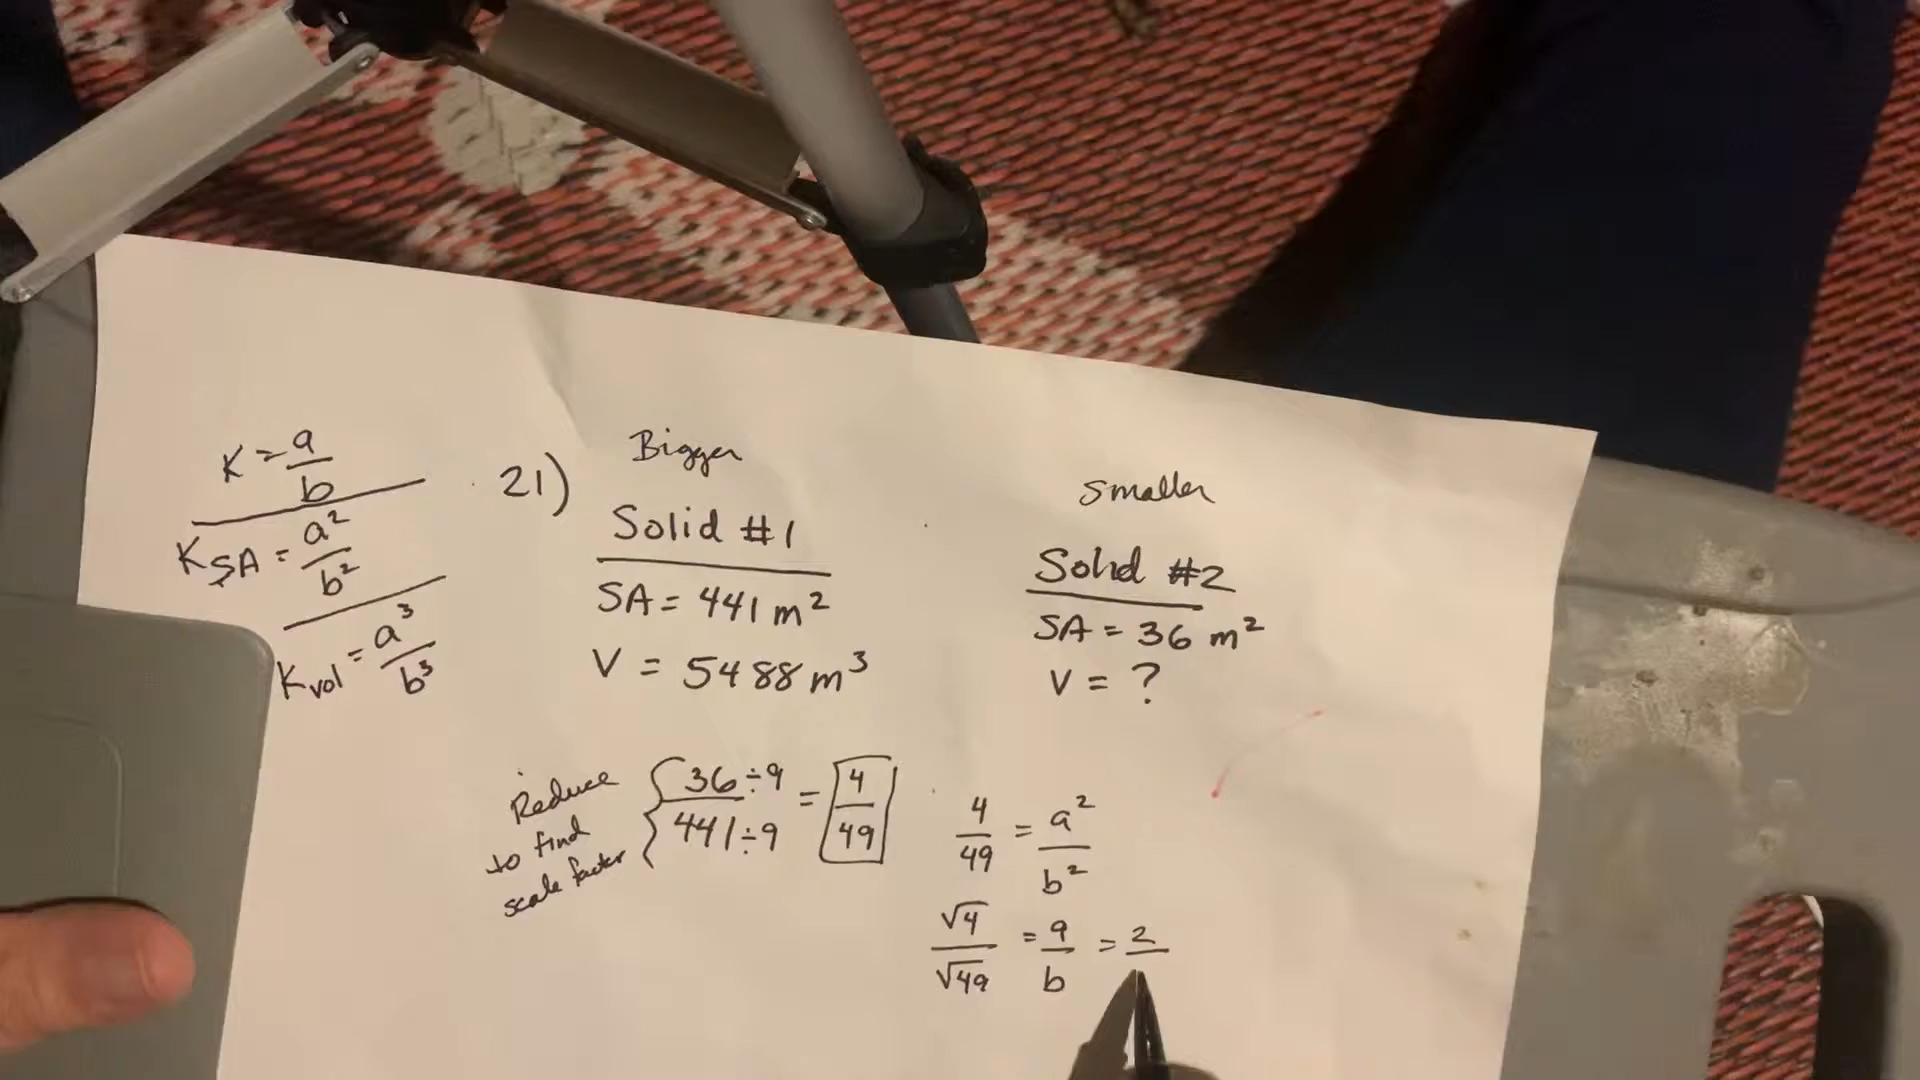 K = a/b
K_SA = a²/b²
K_vol = a³/b³
21)
Bigger
Solid #1
SA = 441 m²
V = 5488 m³
Smaller
Solid #2
SA = 36 m²
V = ?
Reduce
to find
scale factor
36 ÷ 9 / 441 ÷ 9 = 4/49
4/49 = a²/b²
√4/√49 = a/b = 2/